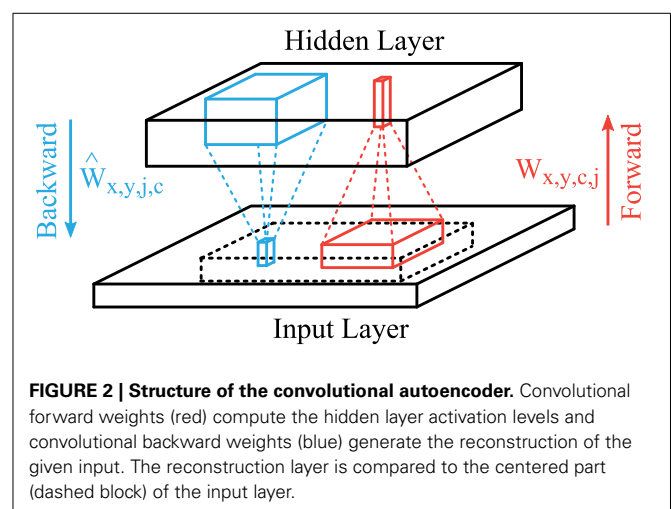 Hidden Layer
Backward
Ŵx,y,j,c
Wx,y,c,j
Forward
Input Layer
FIGURE 2 | Structure of the convolutional autoencoder. Convolutional
forward weights (red) compute the hidden layer activation levels and
convolutional backward weights (blue) generate the reconstruction of the
given input. The reconstruction layer is compared to the centered part
(dashed block) of the input layer.